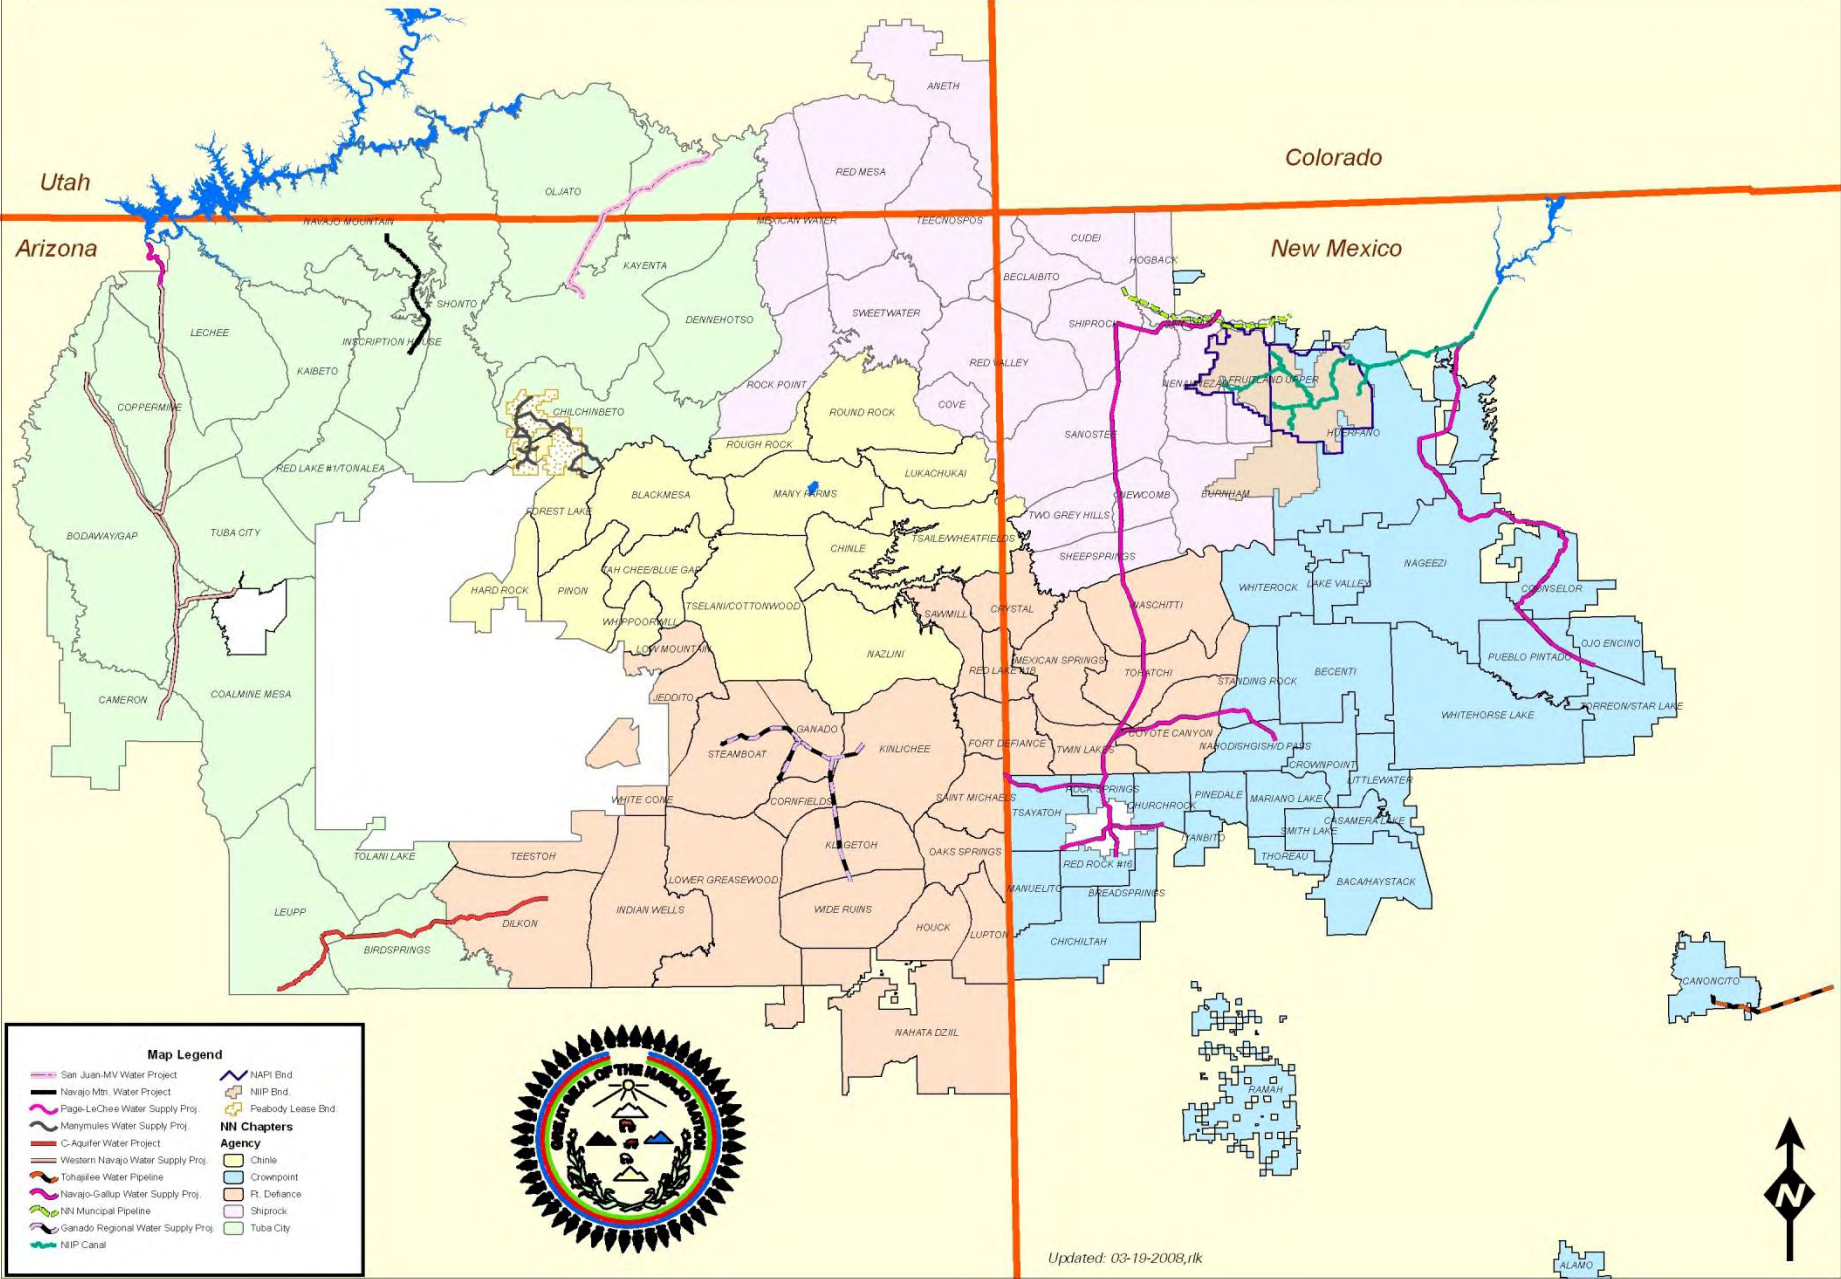 ANETH
Colorado
Utah
RED MESA
OLJATO
NAVAJO MOUNTAIN
MEXICAN WATER
TEECNOSPOS
Arizona
CUDEI
New Mexico
HOGBACK
KAYENTA
BECLAIBITO
SHONTO
LECHEE
DENNEHOTSO
SWEETWATER
SHIPROCK
INSCRIPTION HOUSE
KAIBETO
RED VALLEY
ROCK POINT
NENAHNEZAD
FRUITLAND UPPER
COPPERMINE
CHILCHINBETO
ROUND ROCK
COVE
SANOSTEE
HUERFANO
ROUGH ROCK
RED LAKE #1/TONALEA
LUKACHUKAI
BLACKMESA
MANY FARMS
NEWCOMB
BURNHAM
FOREST LAKE
TWO GREY HILLS
BODAWAY/GAP
TUBA CITY
TSAILE/WHEATFIELDS
CHINLE
SHEEPSPRINGS
NAGEEZI
TAH CHEE/BLUE GAP
HARD ROCK
PINON
WHITEROCK
LAKE VALLEY
COUNSELOR
TSELANI/COTTONWOOD
SAWMILL
CRYSTAL
NASCHITTI
WHIPPOORWILL
LOW MOUNTAIN
NAZLINI
OJO ENCINO
PUEBLO PINTADO
RED LAKE #18
MEXICAN SPRINGS
TOHATCHI
BECENTI
STANDING ROCK
CAMERON
COALMINE MESA
JEDDITO
TORREON/STAR LAKE
WHITEHORSE LAKE
GANADO
STEAMBOAT
KINLICHEE
FORT DEFIANCE
TWIN LAKES
COYOTE CANYON
NAHODISHGISH/D PASS
CROWNPOINT
LITTLEWATER
WHITE CONE
CORNFIELDS
SAINT MICHAELS
ROCK SPRINGS
TSAYATOH
CHURCHROCK
PINEDALE
MARIANO LAKE
CASAMERA LAKE
SMITH LAKE
IYANBITO
KLAGETOH
OAKS SPRINGS
TOLANI LAKE
TEESTOH
RED ROCK #16
THOREAU
LOWER GREASEWOOD
MANUELITO
BREADSPRINGS
BACA/HAYSTACK
LEUPP
DILKON
INDIAN WELLS
WIDE RUINS
HOUCK
LUPTON
BIRDSPRINGS
CHICHILTAH
CANONCITO
NAHATA DZIIL
RAMAH
ALAMO
Map Legend
San Juan-MV Water Project
Navajo Mtn. Water Project
Page-LeChee Water Supply Proj.
Manymules Water Supply Proj.
C-Aquifer Water Project
Western Navajo Water Supply Proj.
Tohajiilee Water Pipeline
Navajo-Gallup Water Supply Proj.
NN Muncipal Pipeline
Ganado Regional Water Supply Proj.
NIIP Canal
NAPI Bnd.
NIIP Bnd.
Peabody Lease Bnd.
NN Chapters
Agency
Chinle
Crownpoint
Ft. Defiance
Shiprock
Tuba City
GREAT SEAL OF THE NAVAJO NATION
Updated: 03-19-2008,rlk
N